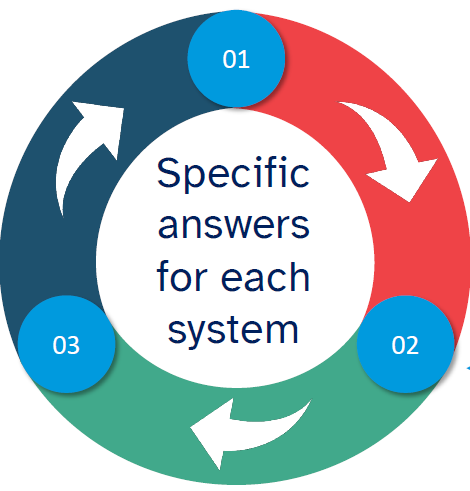 01
Specific
answers
for each
system
03
02